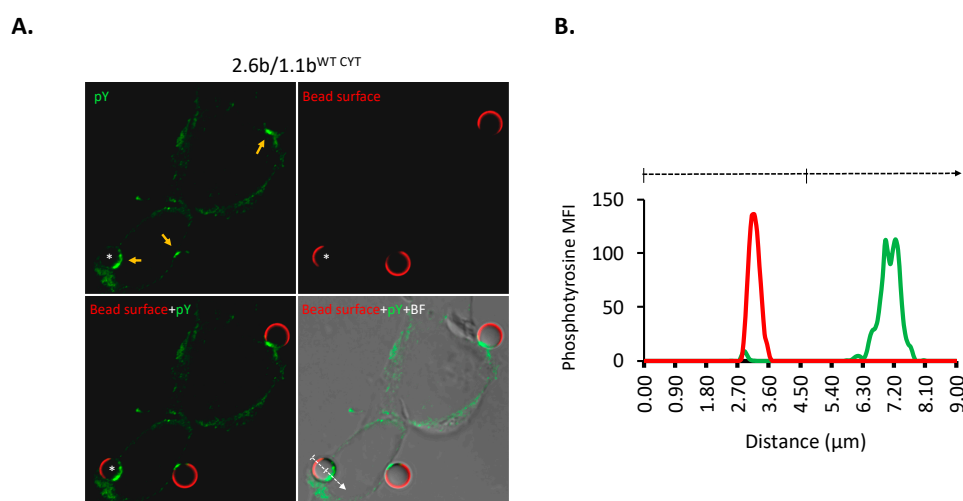 A.
B.
2.6b/1.1bWT CYT
pY
Bead surface
*
*
Bead surface+pY
Bead surface+pY+BF
*
Phosphotyrosine MFI
150
100
50
0
0.00
0.90
1.80
2.70
3.60
4.50
6.30
7.20
8.10
9.00
Distance (µm)